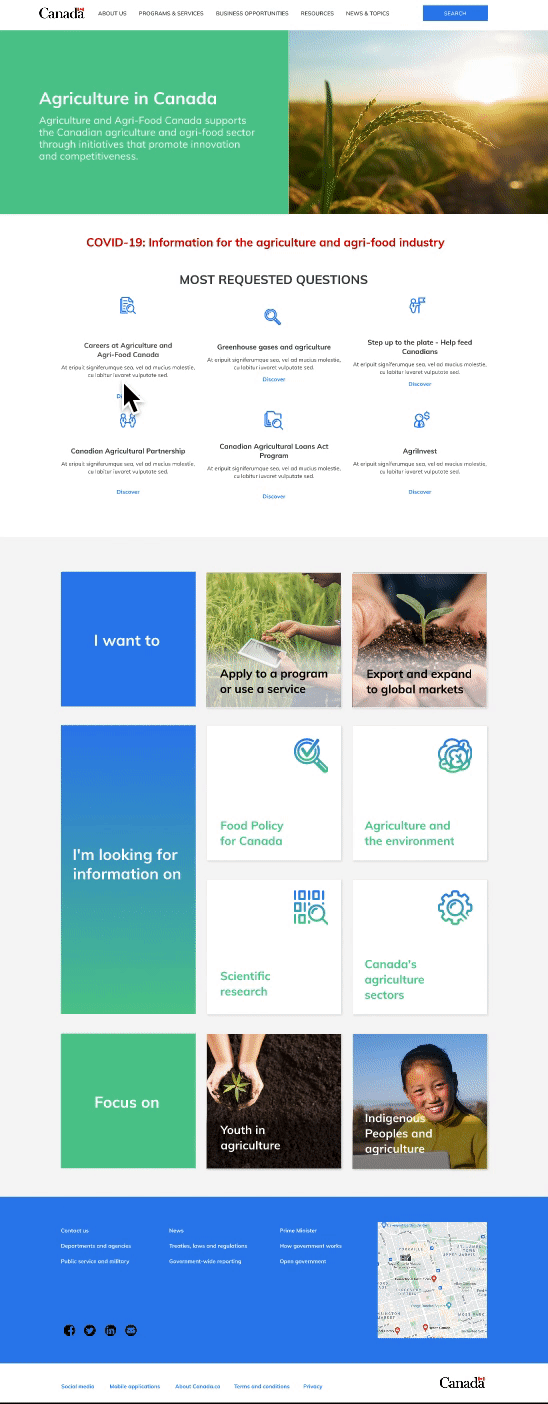 Canada
ABOUT US
PROGRAMS & SERVICES
BUSINESS OPPORTUNITIES
RESOURCES
NEWS & TOPICS
SEARCH
Agriculture in Canada
Agriculture and Agri-Food Canada supports
the Canadian agriculture and agri-food sector
through initiatives that promote innovation
and competitiveness.
COVID-19: Information for the agriculture and agri-food industry
MOST REQUESTED QUESTIONS
Careers at Agriculture and
Agri-Food Canada
At eripuit signiferumque sea, vel ad mucius molestie,
cu labitur iuvaret vulputate sed.
Greenhouse gases and agriculture
At eripuit signiferumque sea, vel ad mucius molestie,
cu labitur iuvaret vulputate sed.
Discover
Step up to the plate - Help feed
Canadians
At eripuit signiferumque sea, vel ad mucius molestie,
cu labitur iuvaret vulputate sed.
Discover
Canadian Agricultural Partnership
At eripuit signiferumque sea, vel ad mucius molestie,
cu labitur iuvaret vulputate sed.
Discover
Canadian Agricultural Loans Act
Program
At eripuit signiferumque sea, vel ad mucius molestie,
cu labitur iuvaret vulputate sed.
Discover
AgriInvest
At eripuit signiferumque sea, vel ad mucius molestie,
cu labitur iuvaret vulputate sed.
Discover
I want to
Apply to a program
or use a service
Export and expand
to global markets
I'm looking for
information on
Food Policy
for Canada
Agriculture and
the environment
Scientific
research
Canada's
agriculture
sectors
Focus on
Youth in
agriculture
Indigenous
Peoples and
agriculture
Contact us
Departments and agencies
Public service and military
News
Treaties, laws and regulations
Government-wide reporting
Prime Minister
How government works
Open government
Social media
Mobile applications
About Canada.ca
Terms and conditions
Privacy
Canada